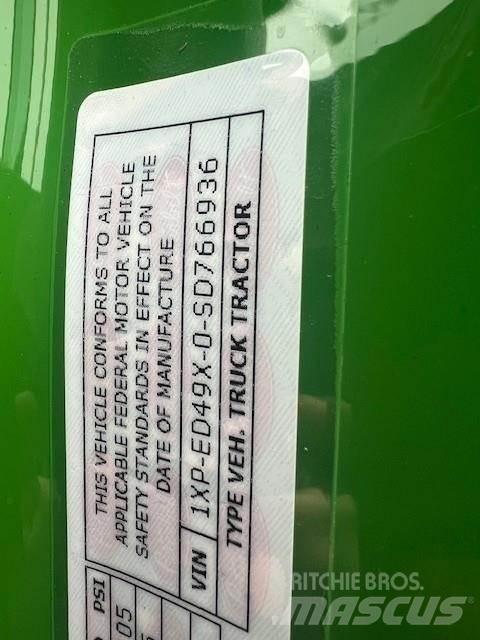 THIS VEHICLE CONFORMS TO ALL
APPLICABLE FEDERAL MOTOR VEHICLE
SAFETY STANDARDS IN EFFECT ON THE
DATE OF MANUFACTURE
VIN 1XP-ED49X-0-SD766936
TYPE VEH. TRUCK TRACTOR
PSI
05
RITCHIE BROS.
MASCUS